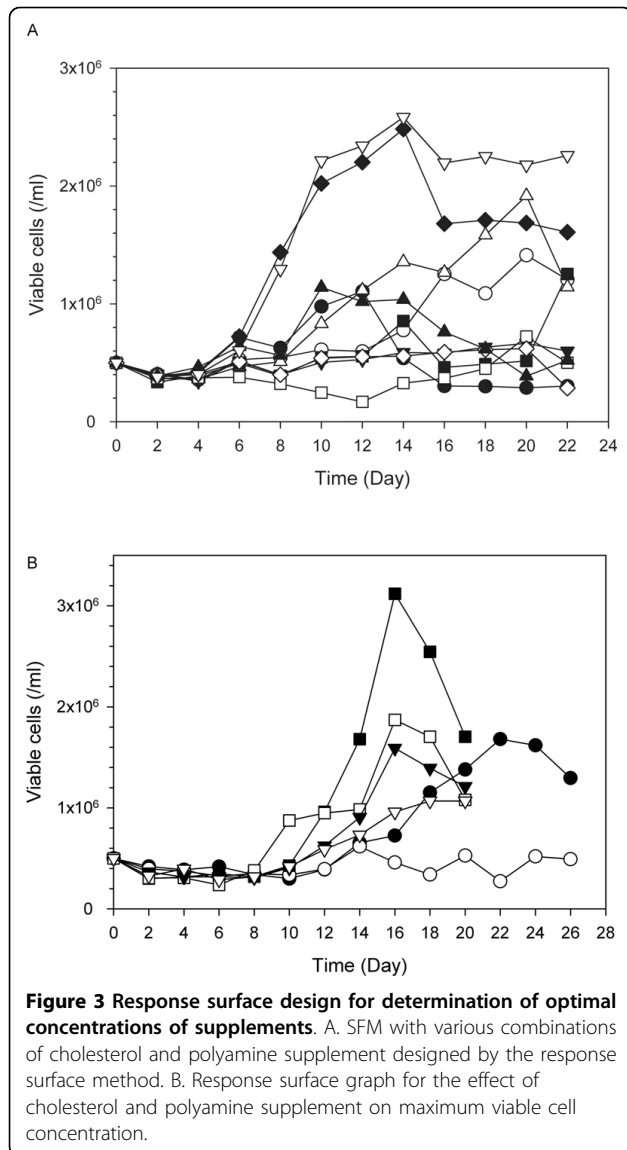 A
3x10⁶
2x10⁶
1x10⁶
0
Viable cells (/ml)
0 2 4 6 8 10 12 14 16 18 20 22 24
Time (Day)
B
3x10⁶
2x10⁶
1x10⁶
0
Viable cells (/ml)
0 2 4 6 8 10 12 14 16 18 20 22 24 26 28
Time (Day)
Figure 3 Response surface design for determination of optimal
concentrations of supplements. A. SFM with various combinations
of cholesterol and polyamine supplement designed by the response
surface method. B. Response surface graph for the effect of
cholesterol and polyamine supplement on maximum viable cell
concentration.